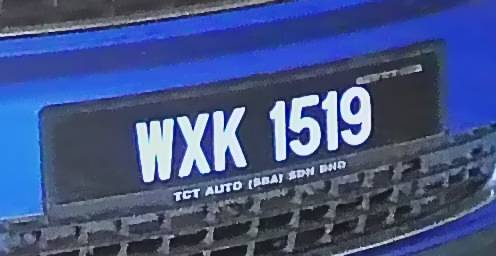 WXK 1519
TCT AUTO (SBA) SDN BHD